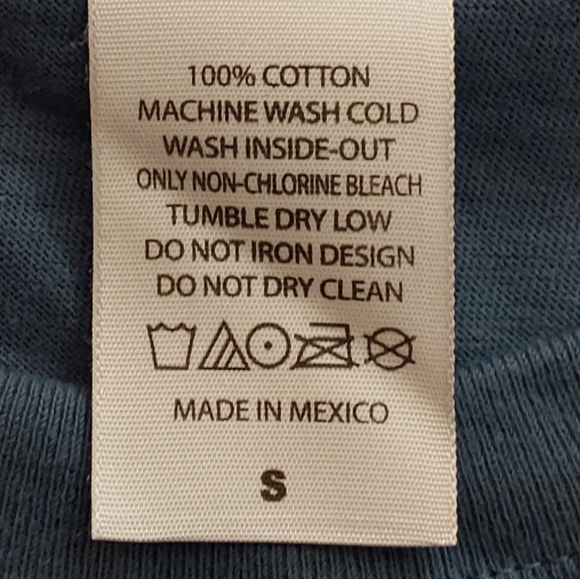 100% COTTON
MACHINE WASH COLD
WASH INSIDE-OUT
ONLY NON-CHLORINE BLEACH
TUMBLE DRY LOW
DO NOT IRON DESIGN
DO NOT DRY CLEAN
MADE IN MEXICO
S